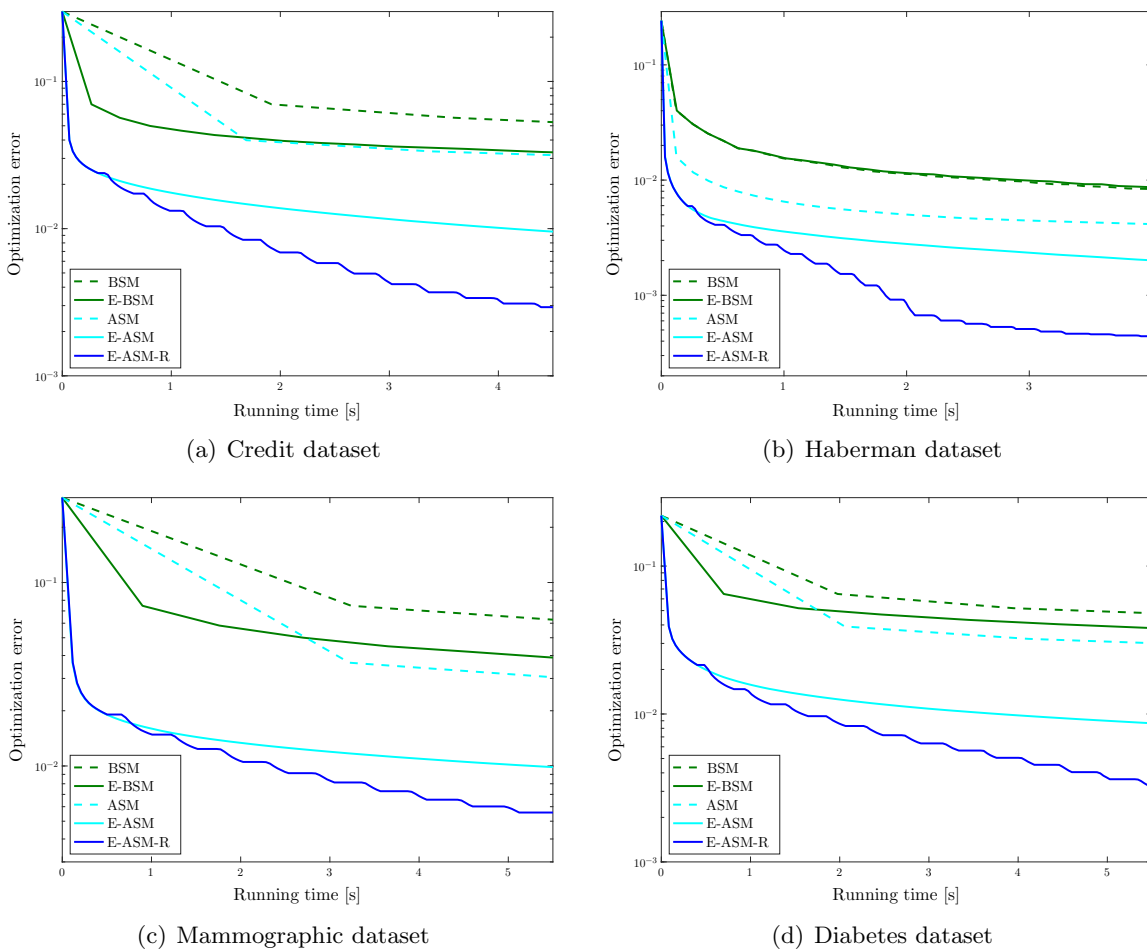 10⁻¹
10⁻²
10⁻³
Optimization error
0 1 2 3 4
Running time [s]
BSM
E-BSM
ASM
E-ASM
E-ASM-R
(a) Credit dataset
10⁻¹
10⁻²
10⁻³
Optimization error
0 1 2 3
Running time [s]
BSM
E-BSM
ASM
E-ASM
E-ASM-R
(b) Haberman dataset
10⁻¹
10⁻²
Optimization error
0 1 2 3 4 5
Running time [s]
BSM
E-BSM
ASM
E-ASM
E-ASM-R
(c) Mammographic dataset
10⁻¹
10⁻²
10⁻³
Optimization error
0 1 2 3 4 5
Running time [s]
BSM
E-BSM
ASM
E-ASM
E-ASM-R
(d) Diabetes dataset